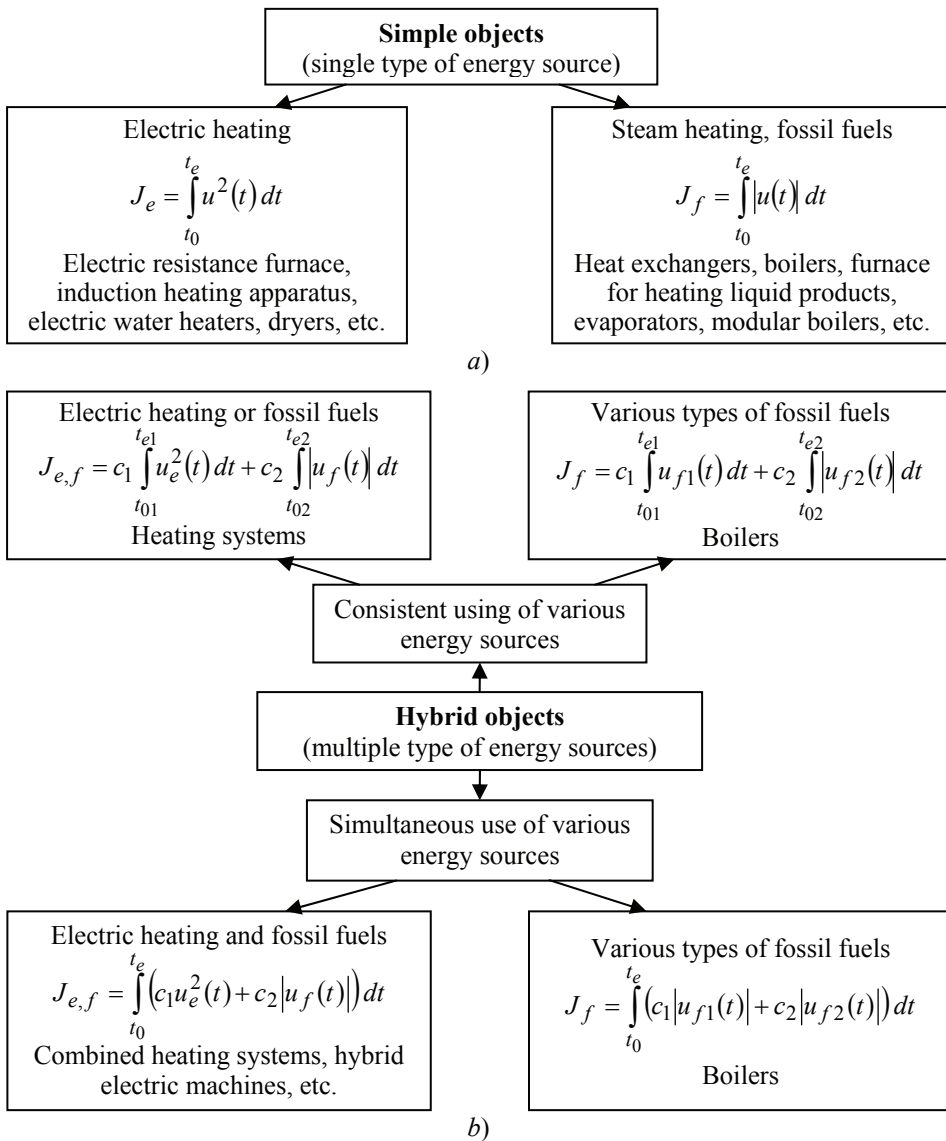 Simple objects
(single type of energy source)
Electric heating
J_e = ∫_{t_0}^{t_e} u^2(t) dt
Electric resistance furnace,
induction heating apparatus,
electric water heaters, dryers, etc.
Steam heating, fossil fuels
J_f = ∫_{t_0}^{t_e} |u(t)| dt
Heat exchangers, boilers, furnace
for heating liquid products,
evaporators, modular boilers, etc.
a)
Electric heating or fossil fuels
J_{e,f} = c_1 ∫_{t_{01}}^{t_{e1}} u_e^2(t) dt + c_2 ∫_{t_{02}}^{t_{e2}} |u_f(t)| dt
Heating systems
Various types of fossil fuels
J_f = c_1 ∫_{t_{01}}^{t_{e1}} u_{f1}(t) dt + c_2 ∫_{t_{02}}^{t_{e2}} |u_{f2}(t)| dt
Boilers
Consistent using of various
energy sources
Hybrid objects
(multiple type of energy sources)
Simultaneous use of various
energy sources
Electric heating and fossil fuels
J_{e,f} = ∫_{t_0}^{t_e} (c_1 u_e^2(t) + c_2 |u_f(t)|) dt
Combined heating systems, hybrid
electric machines, etc.
Various types of fossil fuels
J_f = ∫_{t_0}^{t_e} (c_1 |u_{f1}(t)| + c_2 |u_{f2}(t)|) dt
Boilers
b)